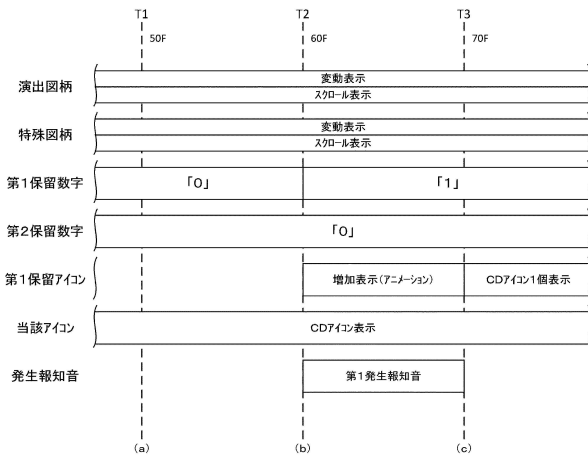 T1 T2 T3
50F 60F 70F
演出図柄 変動表示
スクロール表示
特殊図柄 変動表示
スクロール表示
第1保留数字 「0」 「1」
第2保留数字 「0」
第1保留アイコン 増加表示(アニメーション) CDアイコン1個表示
当該アイコン CDアイコン表示
発生報知音 第1発生報知音
(a) (b) (c)